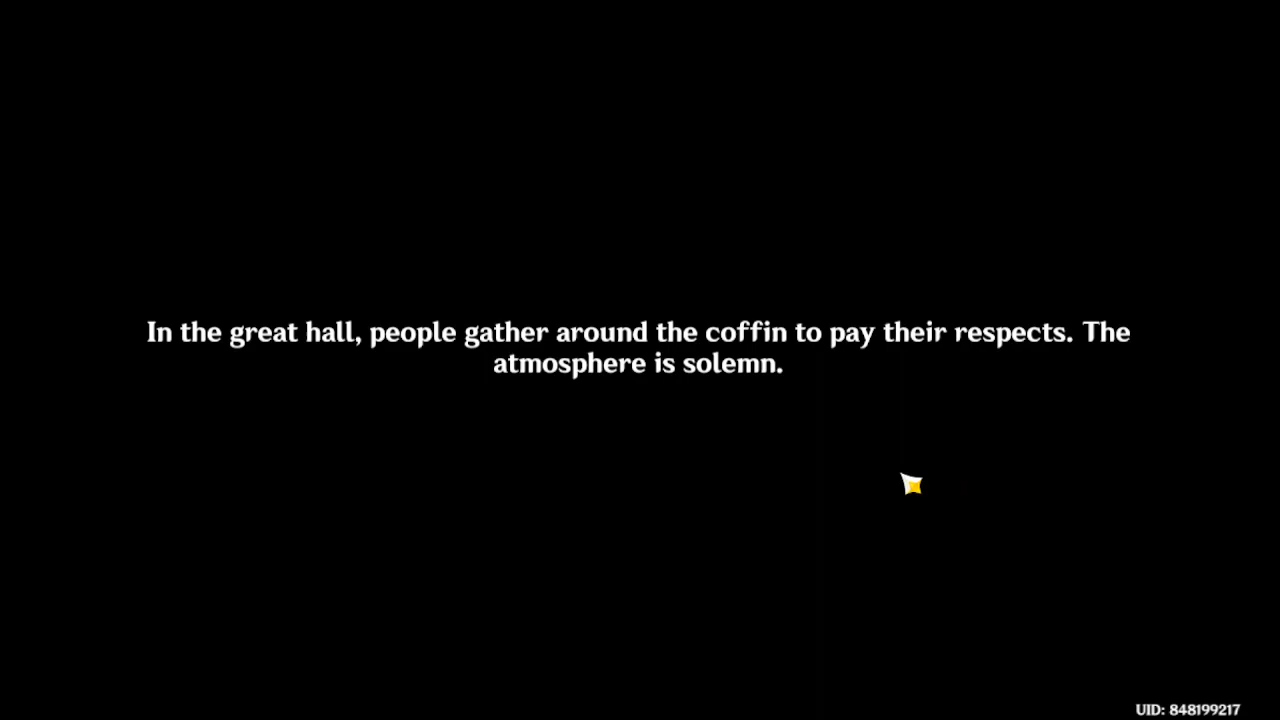 In the great hall, people gather around the coffin to pay their respects. The
atmosphere is solemn.
UID: 848199217